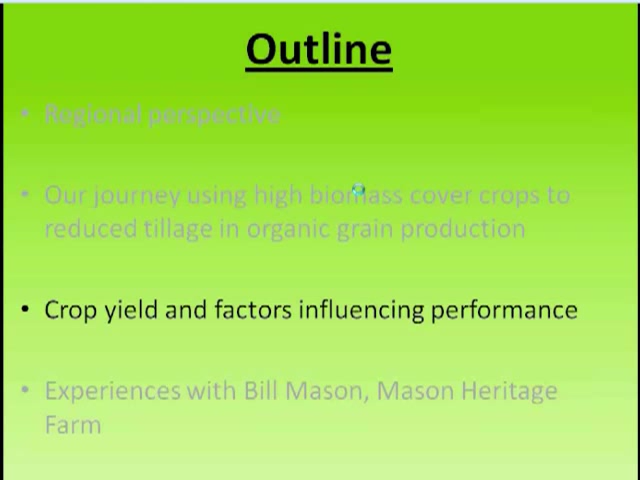 Outline
• Regional perspective
• Our journey using high biomass cover crops to
reduced tillage in organic grain production
• Crop yield and factors influencing performance
• Experiences with Bill Mason, Mason Heritage
Farm